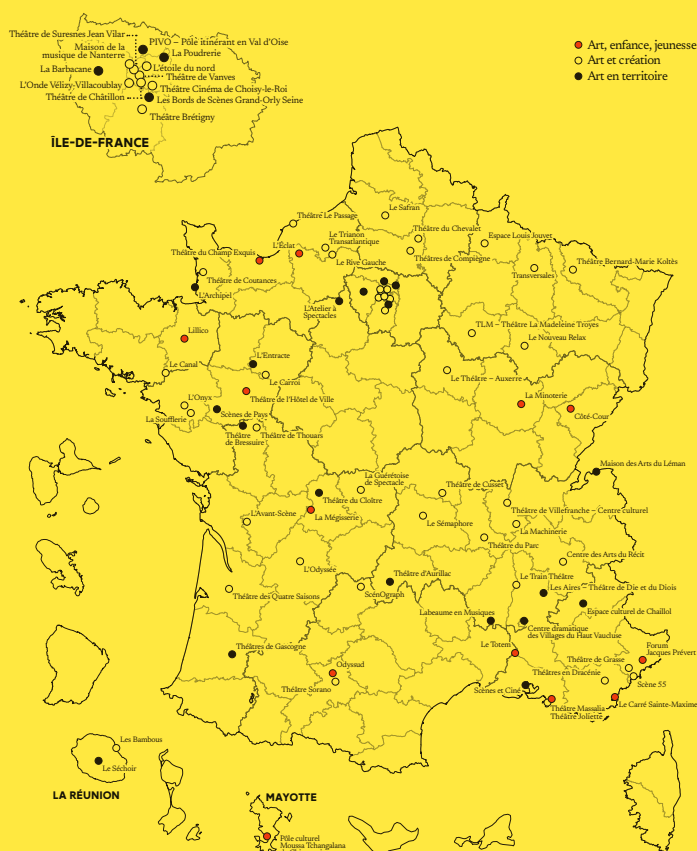 Théâtre de Suresnes Jean Vilar
PIVO – Pôle itinérant en Val d'Oise
Maison de la
musique de Nanterre
La Poudrerie
La Barbacane
L'étoile du nord
Théâtre de Vanves
L'Onde Vélizy-Villacoublay
Théâtre Cinéma de Choisy-le-Roi
Théâtre de Châtillon
Les Bords de Scènes Grand-Orly Seine
Théâtre Brétigny
ÎLE-DE-FRANCE
Art, enfance, jeunesse
Art et création
Art en territoire
Le Safran
Théâtre Le Passage
Théâtre du Chevalet
Le Trianon
Transatlantique
Espace Louis Jouvet
L'Éclat
Théâtre du Champ Exquis
Le Rive Gauche
Théâtres de Compiègne
Théâtre Bernard-Marie Koltès
Transversales
Théâtre de Coutances
L'Archipel
L'Atelier à
Spectacles
Lillico
TLM – Théâtre La Madeleine Troyes
Le Nouveau Relax
L'Entracte
Le Canal
Le Carroi
Le Théâtre – Auxerre
La Minoterie
L'Onyx
Théâtre de l'Hôtel de Ville
Côté-Cour
La Soufflerie
Scènes de Pays
Théâtre
de Bressuire
Théâtre de Thouars
Maison des Arts du Léman
La Guérétoise
de Spectacle
Théâtre de Cusset
Théâtre du Cloître
L'Avant-Scène
La Mégisserie
Le Sémaphore
Théâtre de Villefranche – Centre culturel
La Machinerie
Théâtre du Parc
Centre des Arts du Récit
L'Odyssée
Théâtre d'Aurillac
Le Train Théâtre
Théâtre des Quatre Saisons
ScénOgraph
Les Aires – Théâtre de Die et du Diois
Labeaume en Musiques
Espace culturel de Chaillol
Centre dramatique
des Villages du Haut Vaucluse
Théâtres de Gascogne
Le Totem
Forum
Jacques Prévert
Odyssud
Théâtre de Grasse
Théâtres en Dracénie
Théâtre Sorano
Scènes et Ciné
Scène 55
Le Carré Sainte-Maxime
Théâtre Massalia
Théâtre Joliette
Les Bambous
Le Séchoir
LA RÉUNION
MAYOTTE
Pôle culturel
Moussa Tchangalana